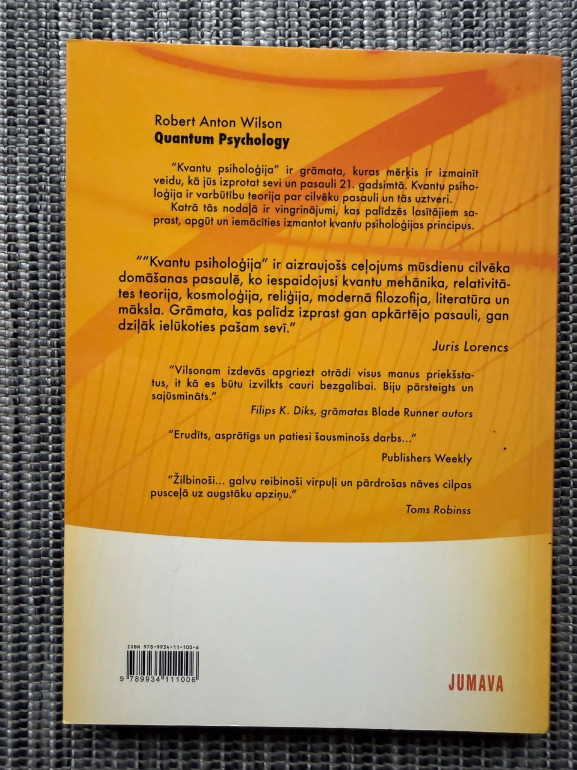 Robert Anton Wilson
Quantum Psychology
"Kvantu psiholoģija" ir grāmata, kuras mērķis ir izmainīt
veidu, kā jūs izprotat sevi un pasauli 21. gadsimtā. Kvantu psiho-
loģija ir varbūtību teorija par cilvēku pasauli un tās uztveri.
Katrā tās nodaļā ir vingrinājumi, kas palīdzēs lasītājiem sa-
prast, apgūt un iemācīties izmantot kvantu psiholoģijas principus.
""Kvantu psiholoģija" ir aizraujošs ceļojums mūsdienu cilvēka
domāšanas pasaulē, ko iespaidojusi kvantu mehānika, relativitā-
tes teorija, kosmoloģija, reliģija, modernā filozofija, literatūra un
māksla. Grāmata, kas palīdz izprast gan apkārtējo pasauli, gan
dziļāk ielūkoties pašam sevī."
Juris Lorencs
"Vilsonam izdevās apgriezt otrādi visus manus priekšsta-
tus, it kā es būtu izvilkts cauri bezgalībai. Biju pārsteigts un
sajūsmināts."
Filips K. Diks, grāmatas Blade Runner autors
"Erudīts, asprātīgs un patiesi šausminošs darbs..."
Publishers Weekly
"Žilbinoši... galvu reibinoši virpuļi un pārdrošas nāves cilpas
pusceļā uz augstāku apziņu."
Toms Robinss
ISBN 978-9934-11-100-6
9 789934 111006
JUMAVA